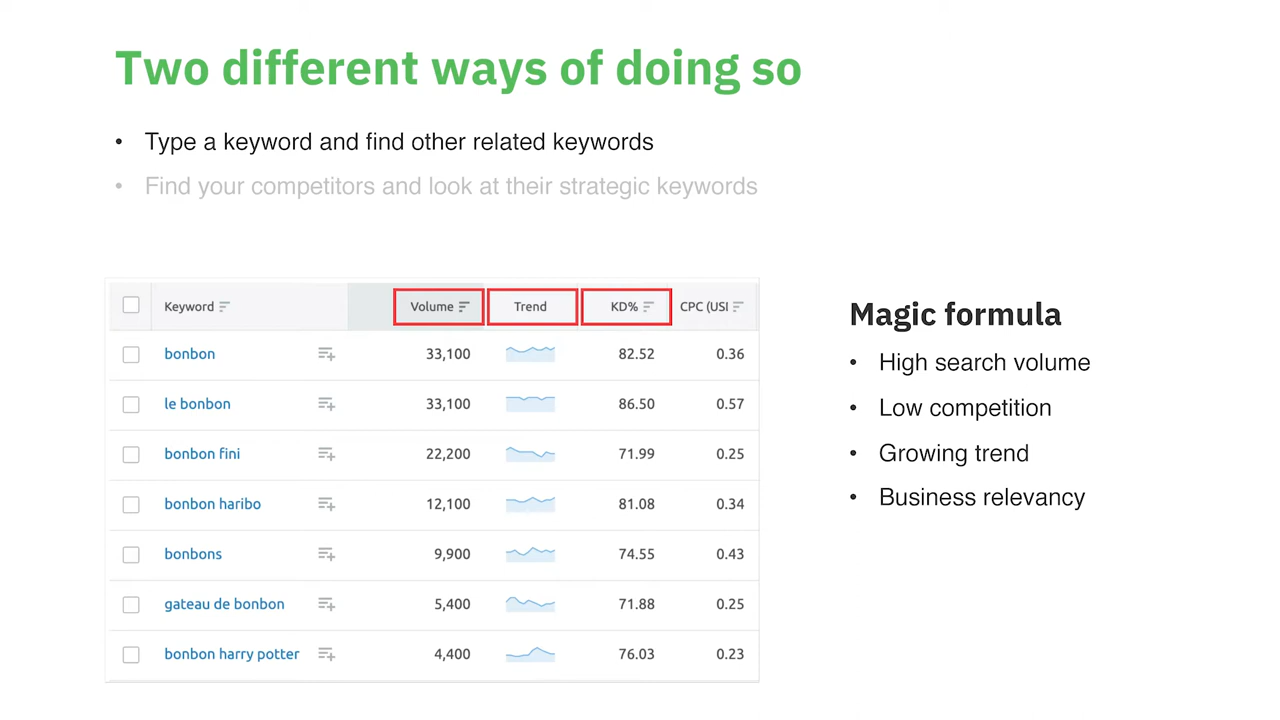 Two different ways of doing so
• Type a keyword and find other related keywords
• Find your competitors and look at their strategic keywords
Keyword Volume Trend KD% CPC (USI
bonbon 33,100 82.52 0.36
le bonbon 33,100 86.50 0.57
bonbon fini 22,200 71.99 0.25
bonbon haribo 12,100 81.08 0.34
bonbons 9,900 74.55 0.43
gateau de bonbon 5,400 71.88 0.25
bonbon harry potter 4,400 76.03 0.23
Magic formula
• High search volume
• Low competition
• Growing trend
• Business relevancy